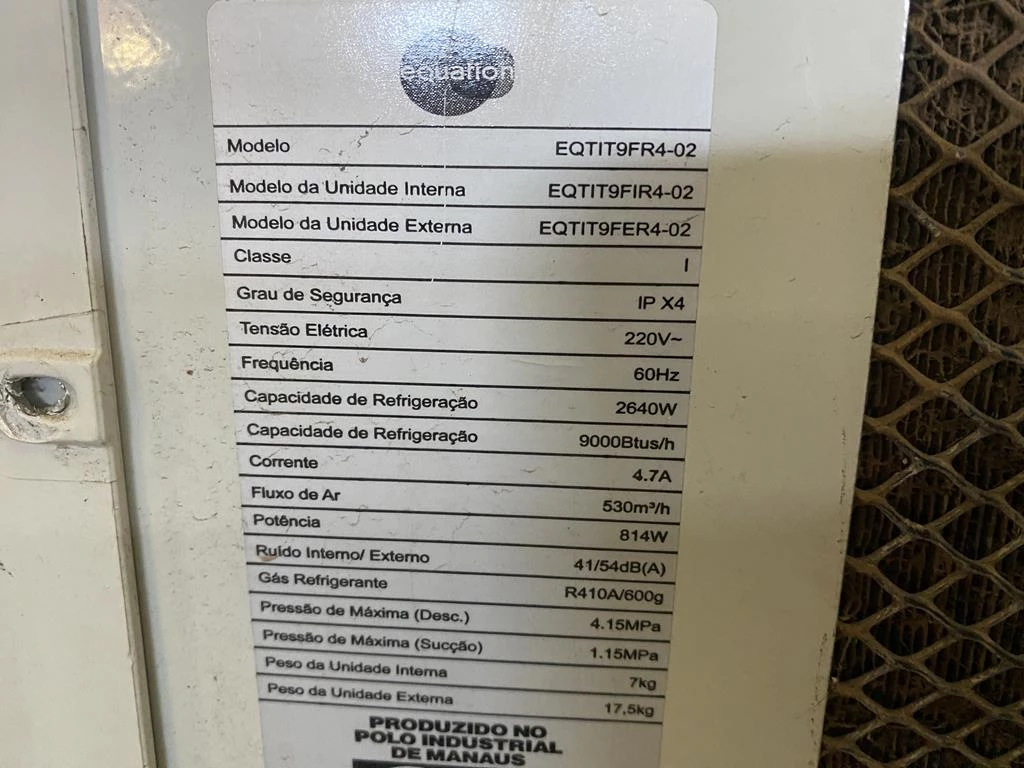 equation
Modelo EQTIT9FR4-02
Modelo da Unidade Interna EQTIT9FIR4-02
Modelo da Unidade Externa EQTIT9FER4-02
Classe I
Grau de Segurança IP X4
Tensão Elétrica 220V~
Frequência 60Hz
Capacidade de Refrigeração 2640W
Capacidade de Refrigeração 9000Btus/h
Corrente 4.7A
Fluxo de Ar 530m³/h
Potência 814W
Ruído Interno/ Externo 41/54dB(A)
Gás Refrigerante R410A/600g
Pressão de Máxima (Desc.) 4.15MPa
Pressão de Máxima (Sucção) 1.15MPa
Peso da Unidade Interna 7kg
Peso da Unidade Externa 17,5kg
PRODUZIDO NO
POLO INDUSTRIAL
DE MANAUS